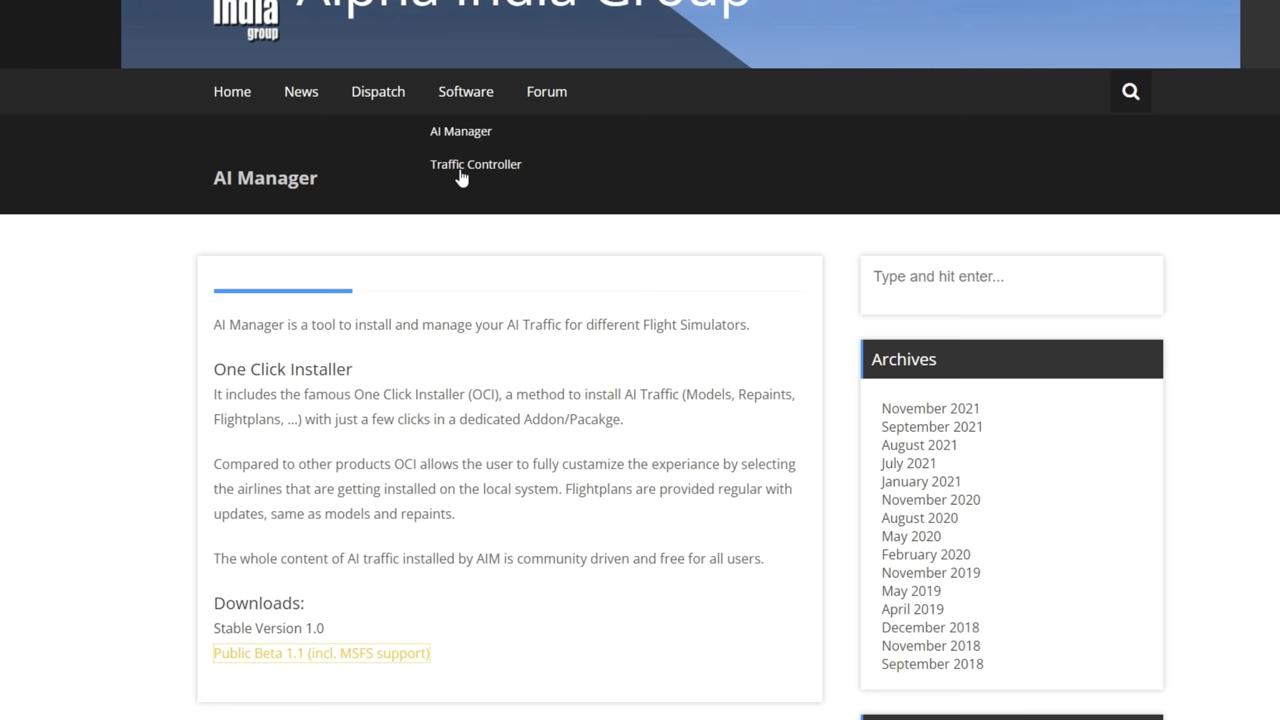 Alpha India Group
India
group
Home News Dispatch Software Forum
AI Manager
Traffic Controller
AI Manager
AI Manager is a tool to install and manage your AI Traffic for different Flight Simulators.
One Click Installer
It includes the famous One Click Installer (OCI), a method to install AI Traffic (Models, Repaints,
Flightplans, ...) with just a few clicks in a dedicated Addon/Pacakge.
Compared to other products OCI allows the user to fully custamize the experiance by selecting
the airlines that are getting installed on the local system. Flightplans are provided regular with
updates, same as models and repaints.
The whole content of AI traffic installed by AIM is community driven and free for all users.
Downloads:
Stable Version 1.0
Public Beta 1.1 (incl. MSFS support)
Type and hit enter...
Archives
November 2021
September 2021
August 2021
July 2021
January 2021
November 2020
August 2020
May 2020
February 2020
November 2019
May 2019
April 2019
December 2018
November 2018
September 2018